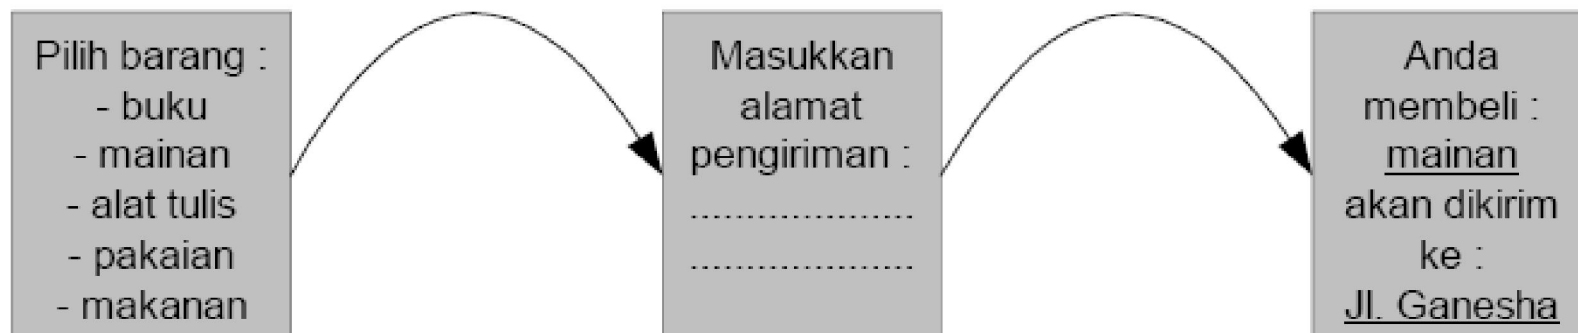 Pilih barang :
- buku
- mainan
- alat tulis
- pakaian
- makanan
Masukkan
alamat
pengiriman :
....................
....................
Anda
membeli :
mainan
akan dikirim
ke :
Jl. Ganesha